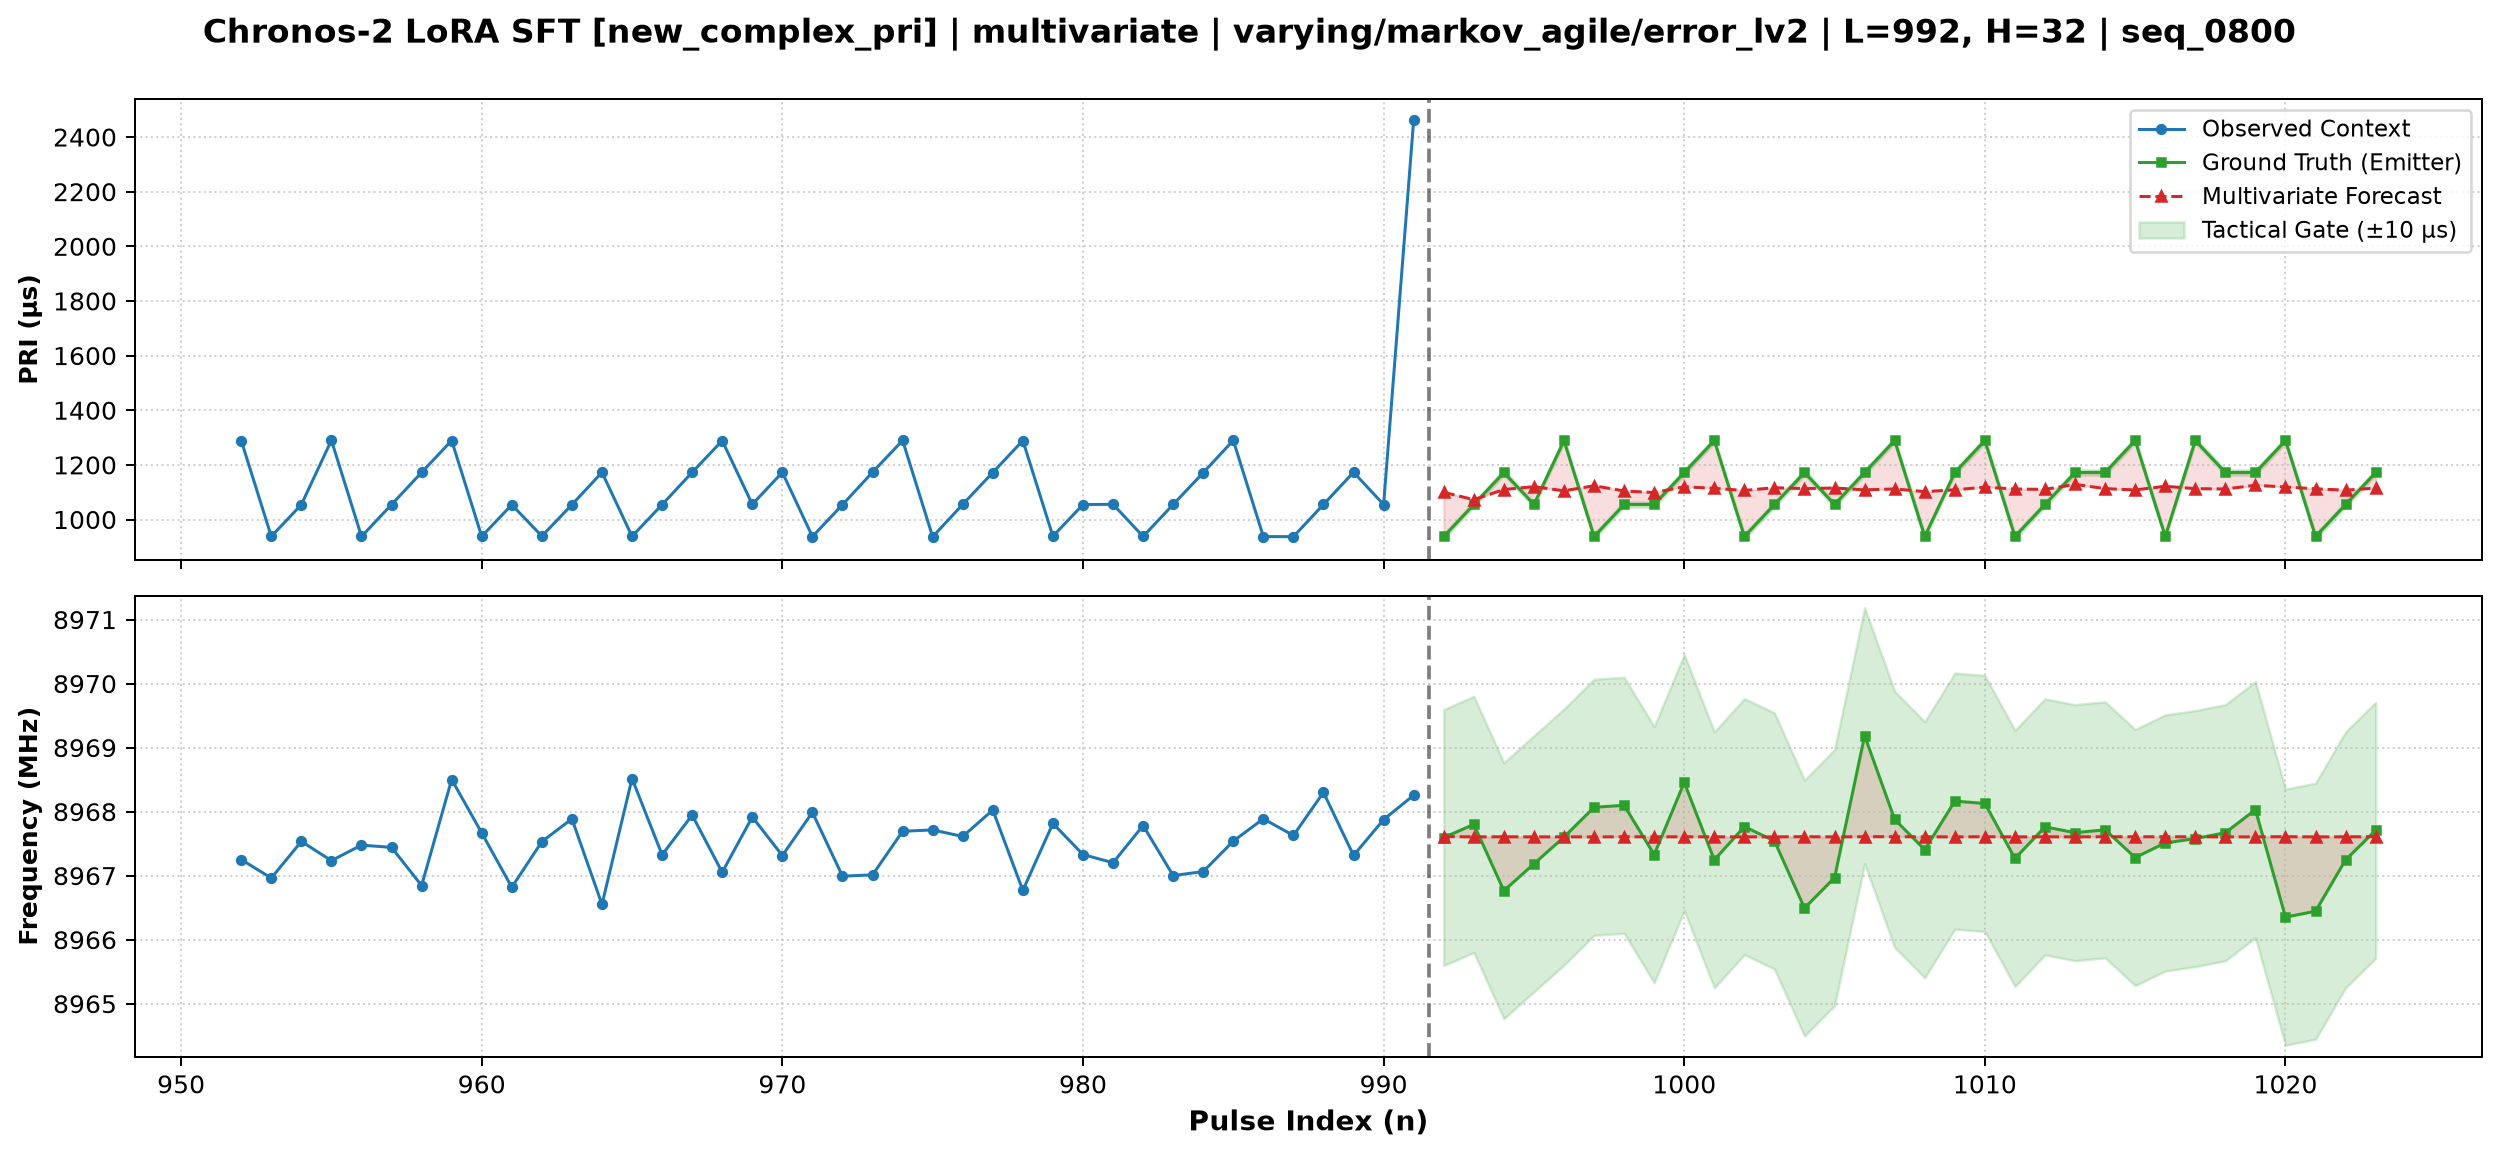 Chronos-2 LoRA SFT [new_complex_pri] | multivariate | varying/markov_agile/error_lv2 | L=992, H=32 | seq_0800
PRI (µs)
2400
2200
2000
1800
1600
1400
1200
1000
Observed Context
Ground Truth (Emitter)
Multivariate Forecast
Tactical Gate (±10 µs)
Frequency (MHz)
8971
8970
8969
8968
8967
8966
8965
950 960 970 980 990 1000 1010 1020
Pulse Index (n)